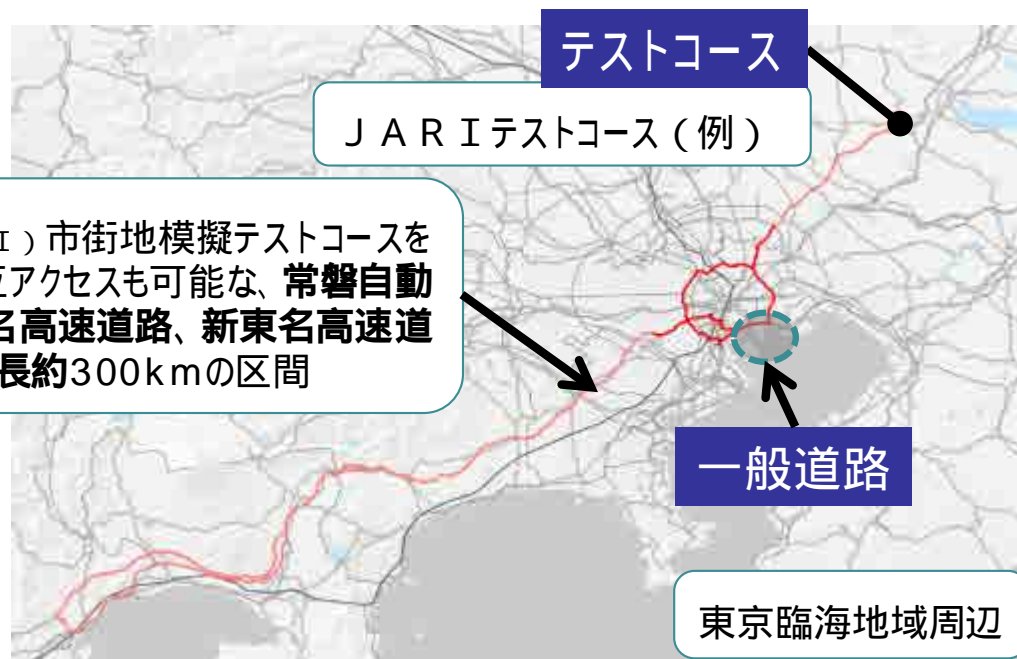 テストコース
ＪＡＲＩテストコース（例）
Ｉ）市街地模擬テストコースを
互アクセスも可能な、常磐自動
名高速道路、新東名高速道
長約300kmの区間
一般道路
東京臨海地域周辺